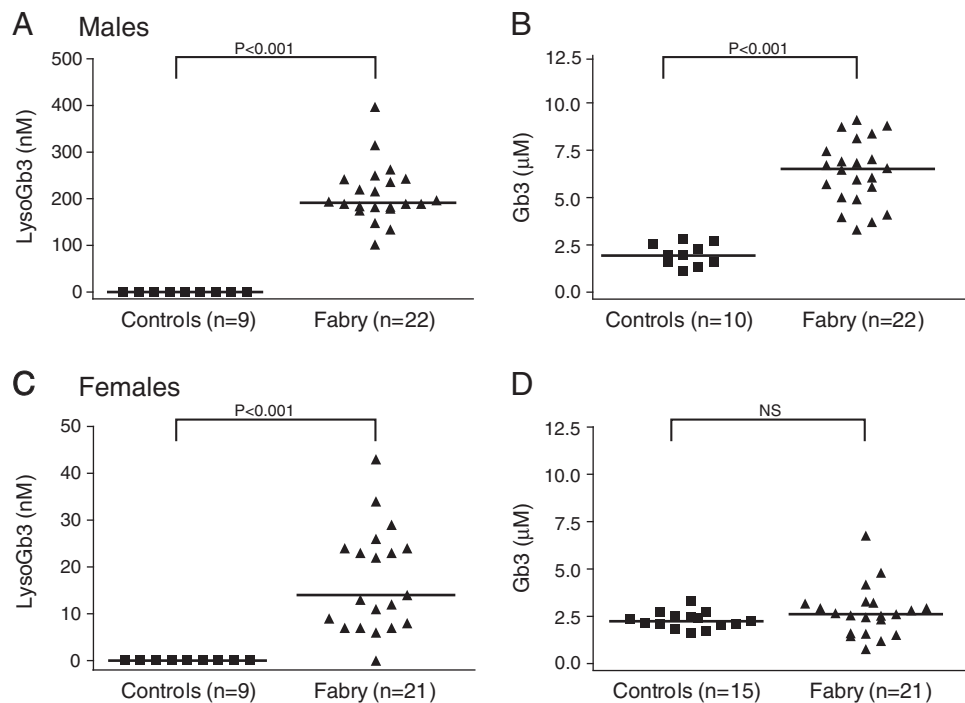 A Males
P<0.001
500
400
300
200
100
0
LysoGb3 (nM)
Controls (n=9) Fabry (n=22)
B
P<0.001
12.5
10.0
7.5
5.0
2.5
0.0
Gb3 (μM)
Controls (n=10) Fabry (n=22)
C Females
P<0.001
50
40
30
20
10
0
LysoGb3 (nM)
Controls (n=9) Fabry (n=21)
D
NS
12.5
10.0
7.5
5.0
2.5
0.0
Gb3 (μM)
Controls (n=15) Fabry (n=21)